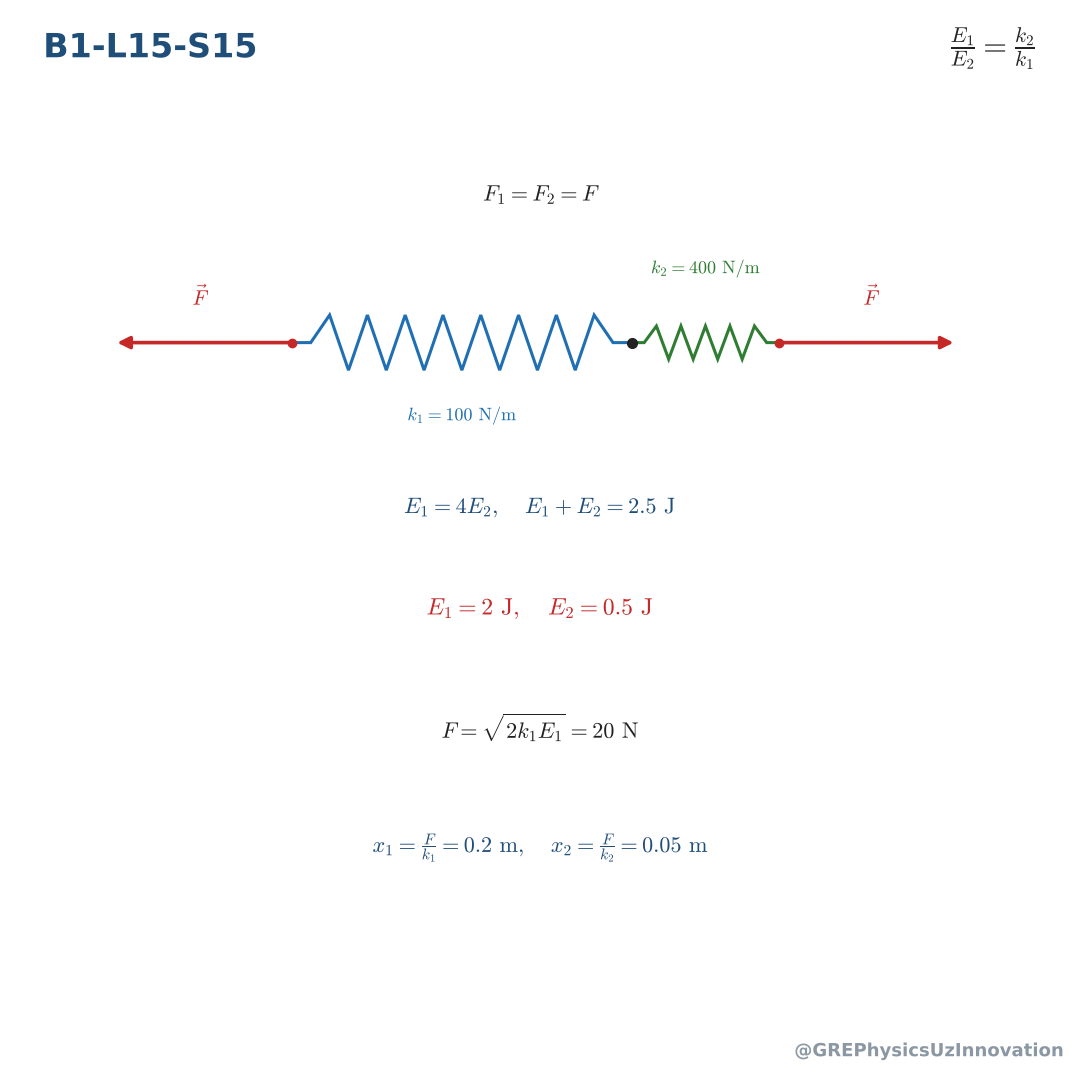 B1-L15-S15
E₁/E₂ = k₂/k₁
F₁ = F₂ = F
k₂ = 400 N/m
F⃗ F⃗
k₁ = 100 N/m
E₁ = 4E₂, E₁ + E₂ = 2.5 J
E₁ = 2 J, E₂ = 0.5 J
F = √(2k₁E₁) = 20 N
x₁ = F/k₁ = 0.2 m, x₂ = F/k₂ = 0.05 m
@GREPhysicsUzInnovation